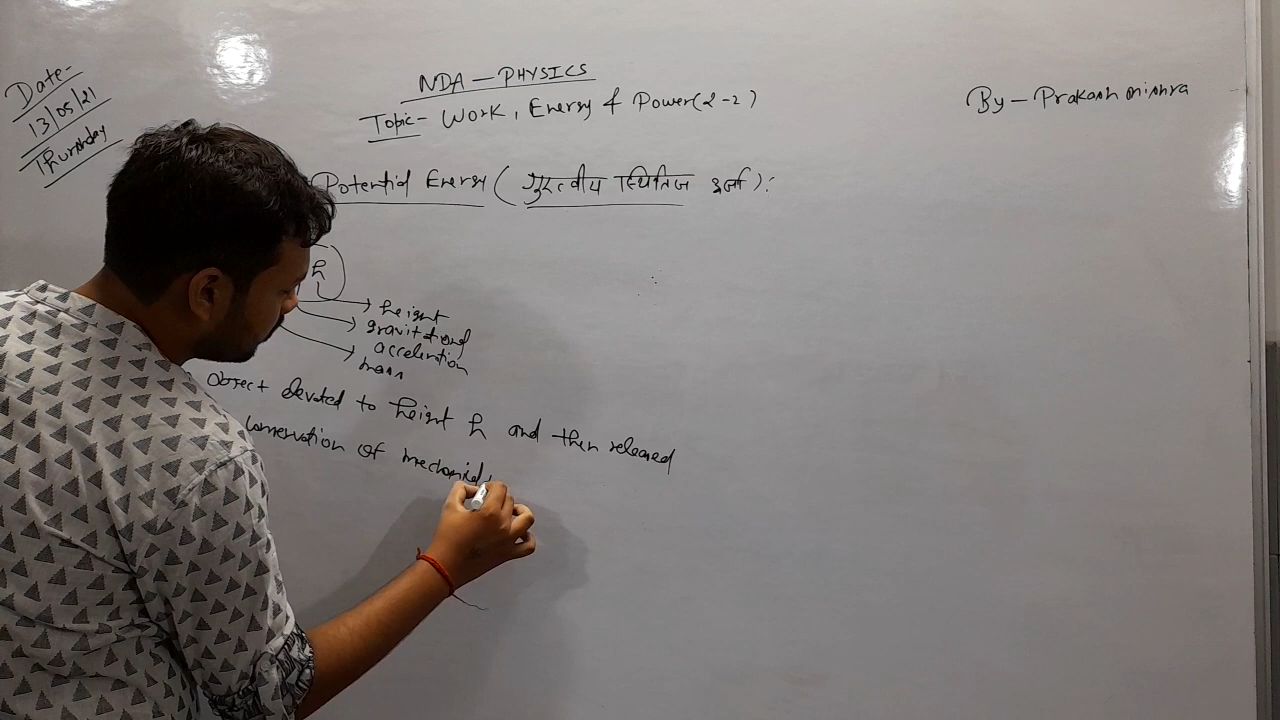 Date-
13/05/21
Thursday
NDA - PHYSICS
Topic- Work, Energy & Power(2-2)
By - Prakash mishra
Potential Energy ( गुरुत्वीय स्थितिज ऊर्जा ):
h
height
gravitational
acceleration
mass
Object elevated to height h and then released
conservation of mechanical